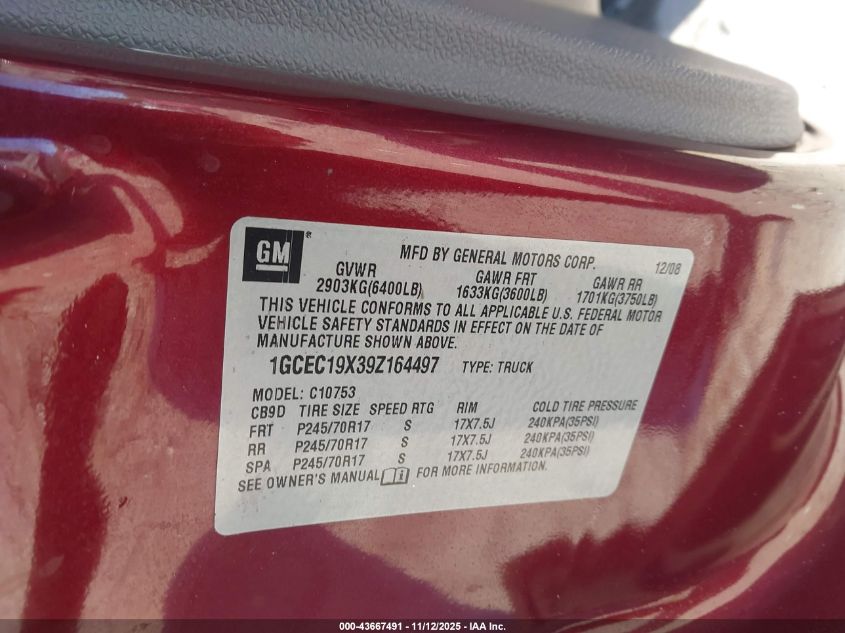 GM ®
MFD BY GENERAL MOTORS CORP. 12/08
GVWR GAWR FRT GAWR RR
2903KG(6400LB) 1633KG(3600LB) 1701KG(3750LB)
THIS VEHICLE CONFORMS TO ALL APPLICABLE U.S. FEDERAL MOTOR
VEHICLE SAFETY STANDARDS IN EFFECT ON THE DATE OF
MANUFACTURE SHOWN ABOVE.
1GCEC19X39Z164497 TYPE: TRUCK
MODEL: C10753
CB9D TIRE SIZE SPEED RTG RIM COLD TIRE PRESSURE
FRT P245/70R17 S 17X7.5J 240KPA(35PSI)
RR P245/70R17 S 17X7.5J 240KPA(35PSI)
SPA P245/70R17 S 17X7.5J 240KPA(35PSI)
SEE OWNER'S MANUAL i FOR MORE INFORMATION.
000-43667491 - 11/12/2025 - IAA Inc.